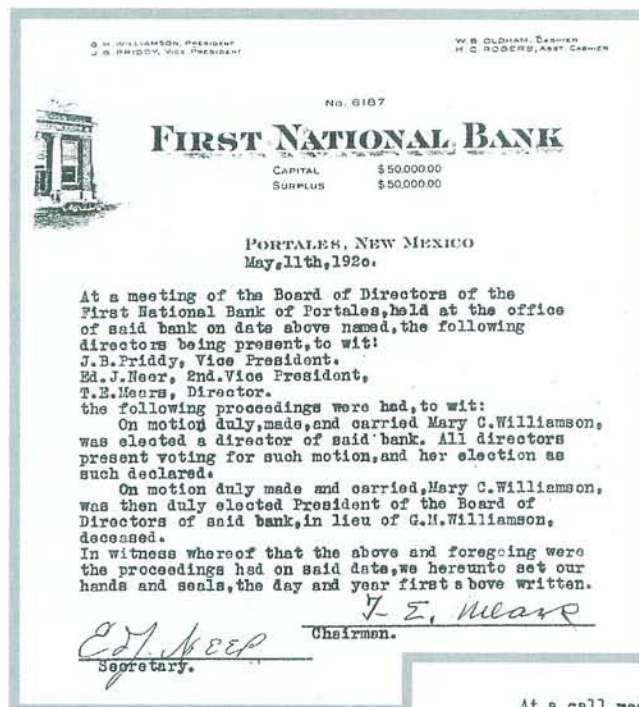 G. M. WILLIAMSON, PRESIDENT
J. B. PRIDDY, VICE PRESIDENT
W. B. OLDHAM, CASHIER
H. C. ROGERS, ASST. CASHIER
No. 6187
FIRST NATIONAL BANK
CAPITAL $50,000.00
SURPLUS $50,000.00
PORTALES, NEW MEXICO
May,11th,1920.
At a meeting of the Board of Directors of the
First National Bank of Portales,held at the office
of said bank on date above named,the following
directors being present,to wit:
J.B.Priddy, Vice President.
Ed.J.Neer, 2nd.Vice President,
T.E.Mears, Director.
the following proceedings were had,to wit:
On motion duly,made,and carried Mary C.Williamson,
was elected a director of said bank. All directors
present voting for such motion,and her election as
such declared.
On motion duly made and carried,Mary C.Williamson,
was then duly elected President of the Board of
Directors of said bank,in lieu of G.M.Williamson,
deceased.
In witness whereof that the above and foregoing were
the proceedings had on said date,we hereunto set our
hands and seals,the day and year first above written.
T. E. Mears
Chairman.
Ed J. Neer
Secretary.
At a call